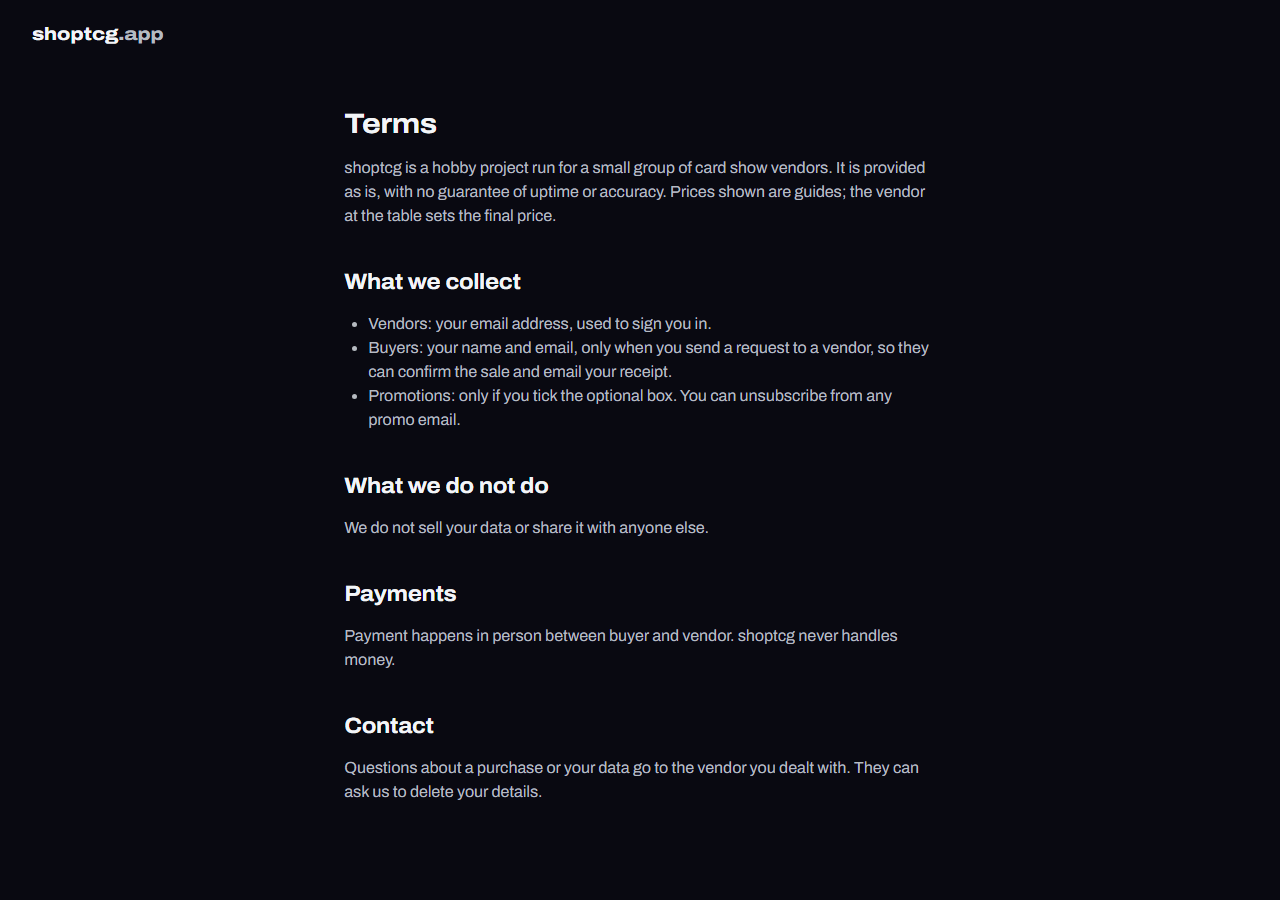 shoptcg.app
Terms
shoptcg is a hobby project run for a small group of card show vendors. It is provided
as is, with no guarantee of uptime or accuracy. Prices shown are guides; the vendor
at the table sets the final price.
What we collect
• Vendors: your email address, used to sign you in.
• Buyers: your name and email, only when you send a request to a vendor, so they
can confirm the sale and email your receipt.
• Promotions: only if you tick the optional box. You can unsubscribe from any
promo email.
What we do not do
We do not sell your data or share it with anyone else.
Payments
Payment happens in person between buyer and vendor. shoptcg never handles
money.
Contact
Questions about a purchase or your data go to the vendor you dealt with. They can
ask us to delete your details.